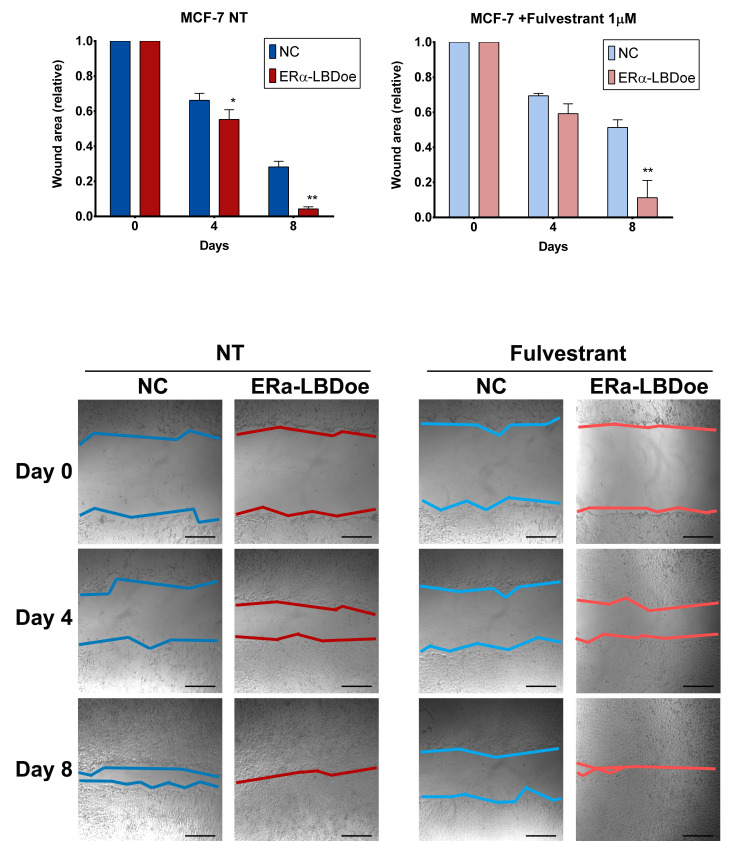 MCF-7 NT
Wound area (relative)
1.0
0.8
0.6
0.4
0.2
0.0
NC
ERα-LBDoe
*
**
0 4 8
Days
MCF-7 +Fulvestrant 1μM
Wound area (relative)
1.0
0.8
0.6
0.4
0.2
0.0
NC
ERα-LBDoe
**
0 4 8
Days
NT Fulvestrant
NC ERa-LBDoe NC ERa-LBDoe
Day 0
Day 4
Day 8